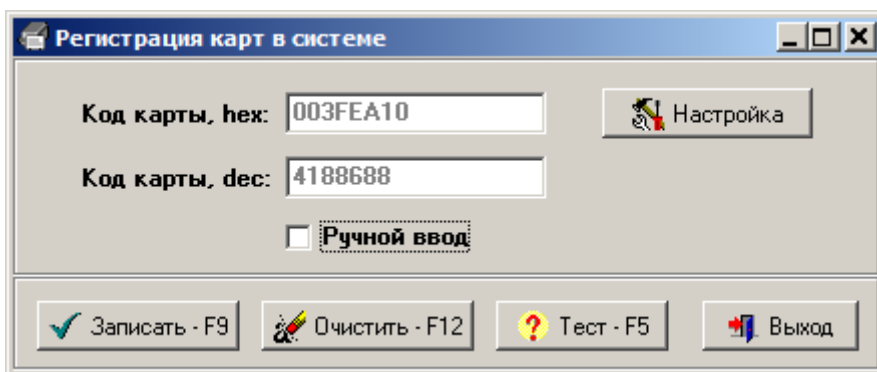 Регистрация карт в системе
Код карты, hex: 003FEA10 Настройка
Код карты, dec: 4188688
Ручной ввод
Записать - F9 Очистить - F12 Тест - F5 Выход